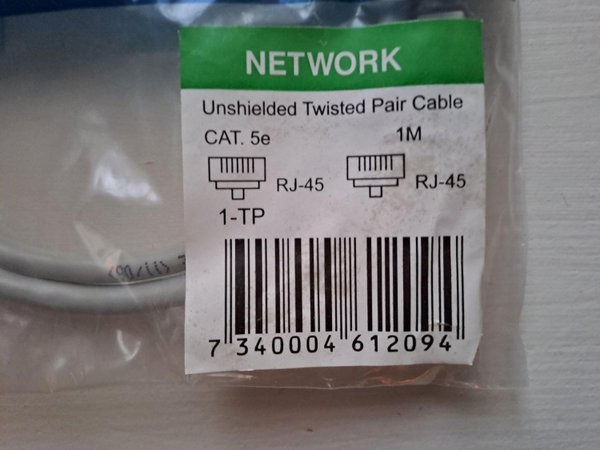 NETWORK
Unshielded Twisted Pair Cable
CAT. 5e 1M
RJ-45 RJ-45
1-TP
7 340004 612094